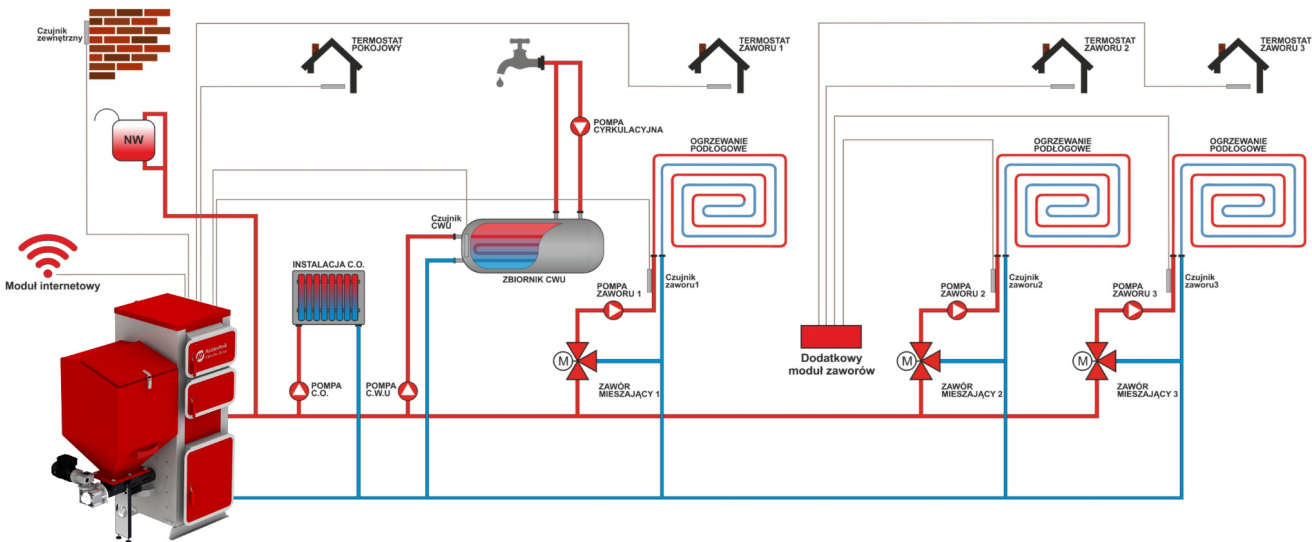 Czujnik
zewnętrzny
TERMOSTAT
POKOJOWY
TERMOSTAT
ZAWORU 1
TERMOSTAT
ZAWORU 2
TERMOSTAT
ZAWORU 3
NW
POMPA
CYRKULACYJNA
OGRZEWANIE
PODŁOGOWE
OGRZEWANIE
PODŁOGOWE
OGRZEWANIE
PODŁOGOWE
Czujnik
CWU
Moduł internetowy
INSTALACJA C.O.
ZBIORNIK CWU
POMPA
ZAWORU 1
Czujnik
zaworu1
POMPA
ZAWORU 2
Czujnik
zaworu2
POMPA
ZAWORU 3
Czujnik
zaworu3
M
M
M
Dodatkowy
moduł zaworów
POMPA
C.O.
POMPA
C.W.U
ZAWÓR
MIESZAJĄCY 1
ZAWÓR
MIESZAJĄCY 2
ZAWÓR
MIESZAJĄCY 3